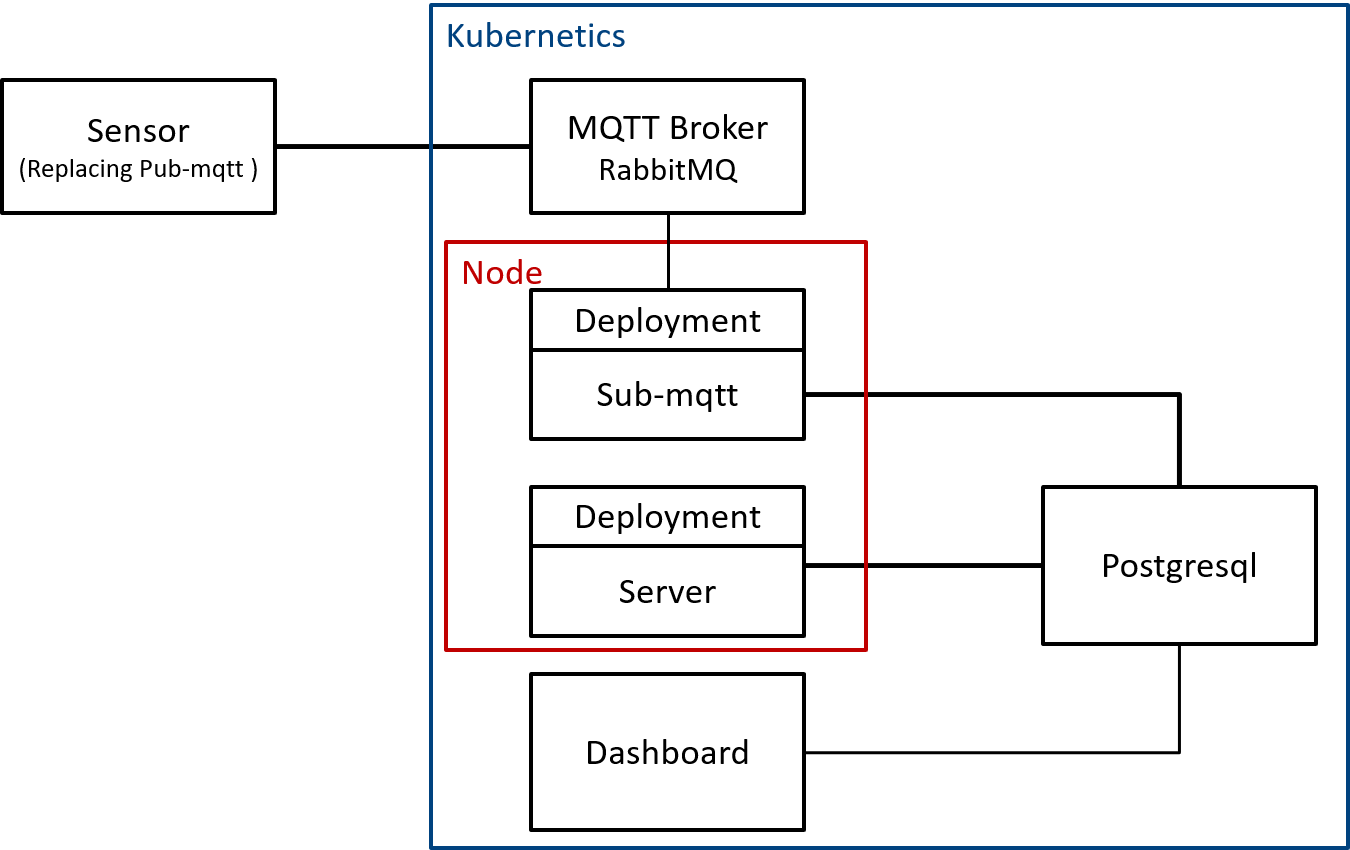 Kubernetics
Sensor
(Replacing Pub-mqtt )
MQTT Broker
RabbitMQ
Node
Deployment
Sub-mqtt
Deployment
Server
Postgresql
Dashboard